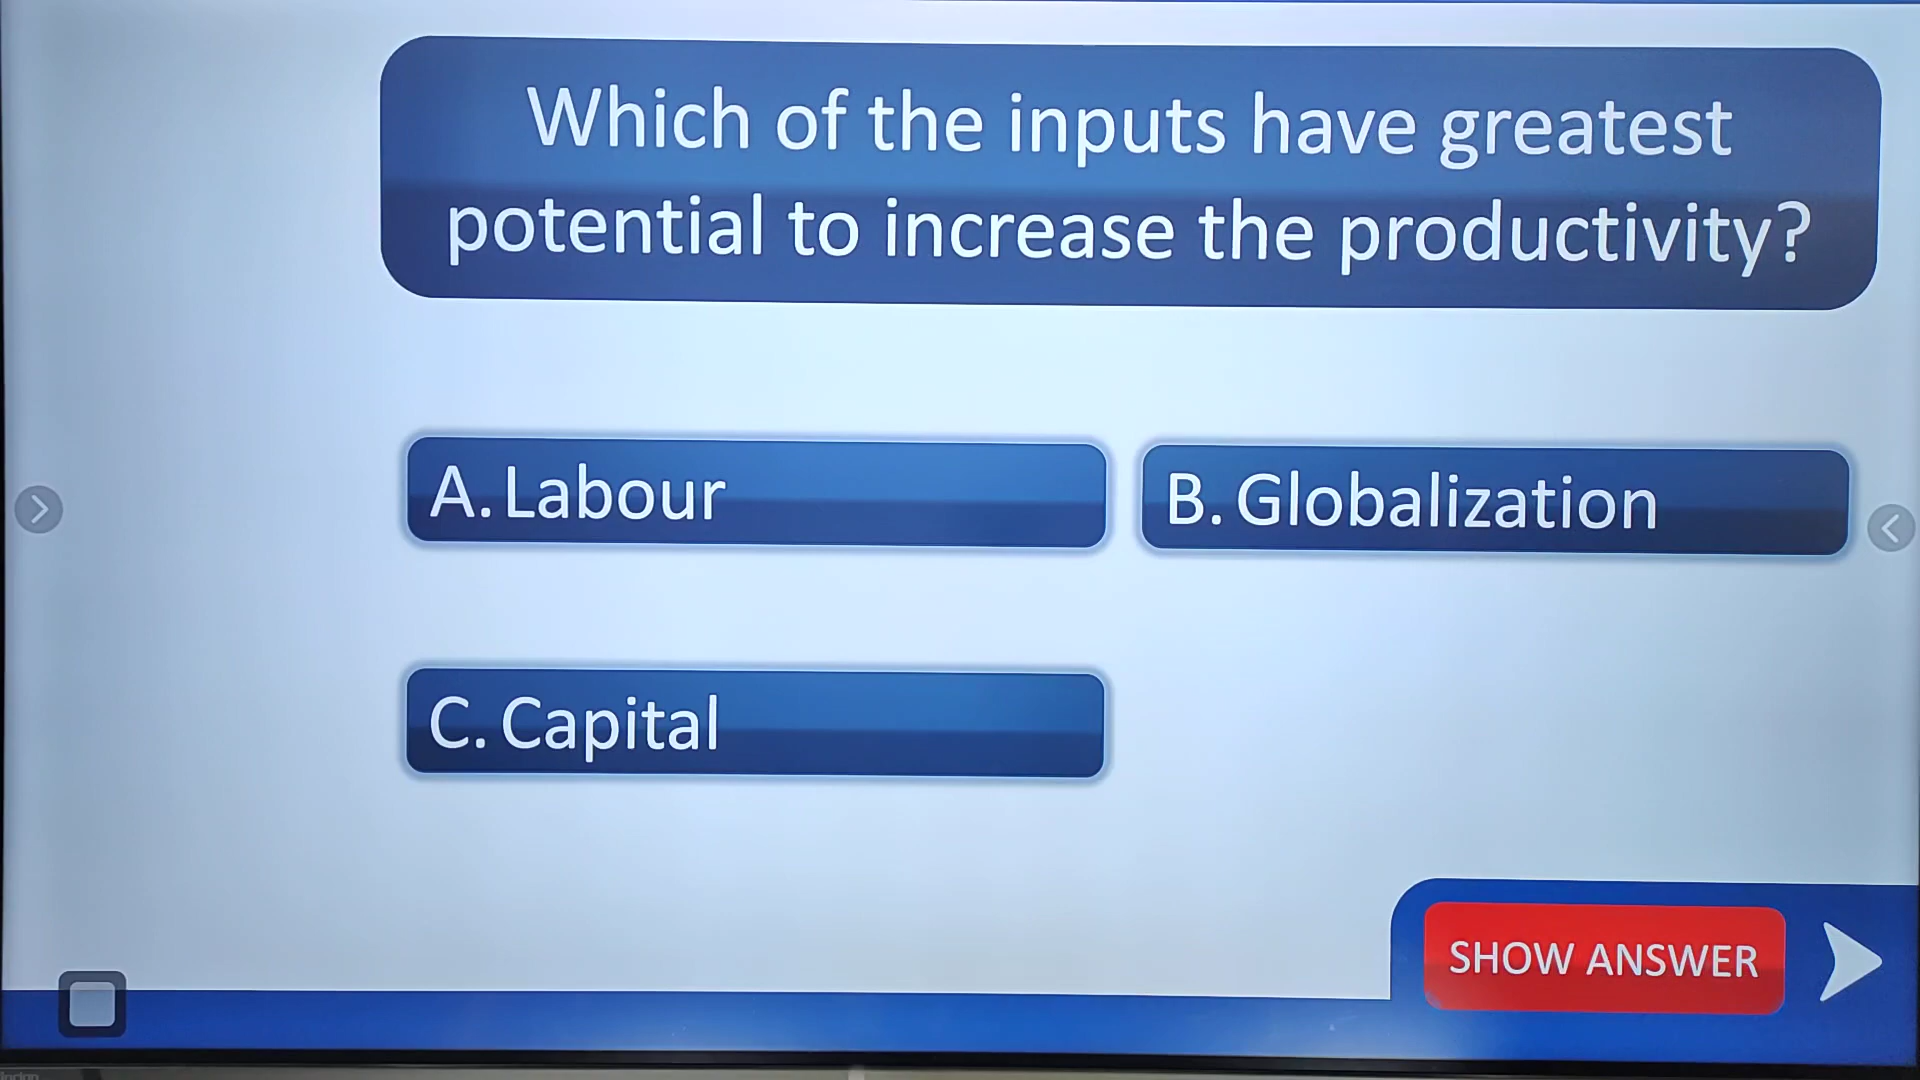 Which of the inputs have greatest
potential to increase the productivity?
A. Labour
B. Globalization
C. Capital
SHOW ANSWER